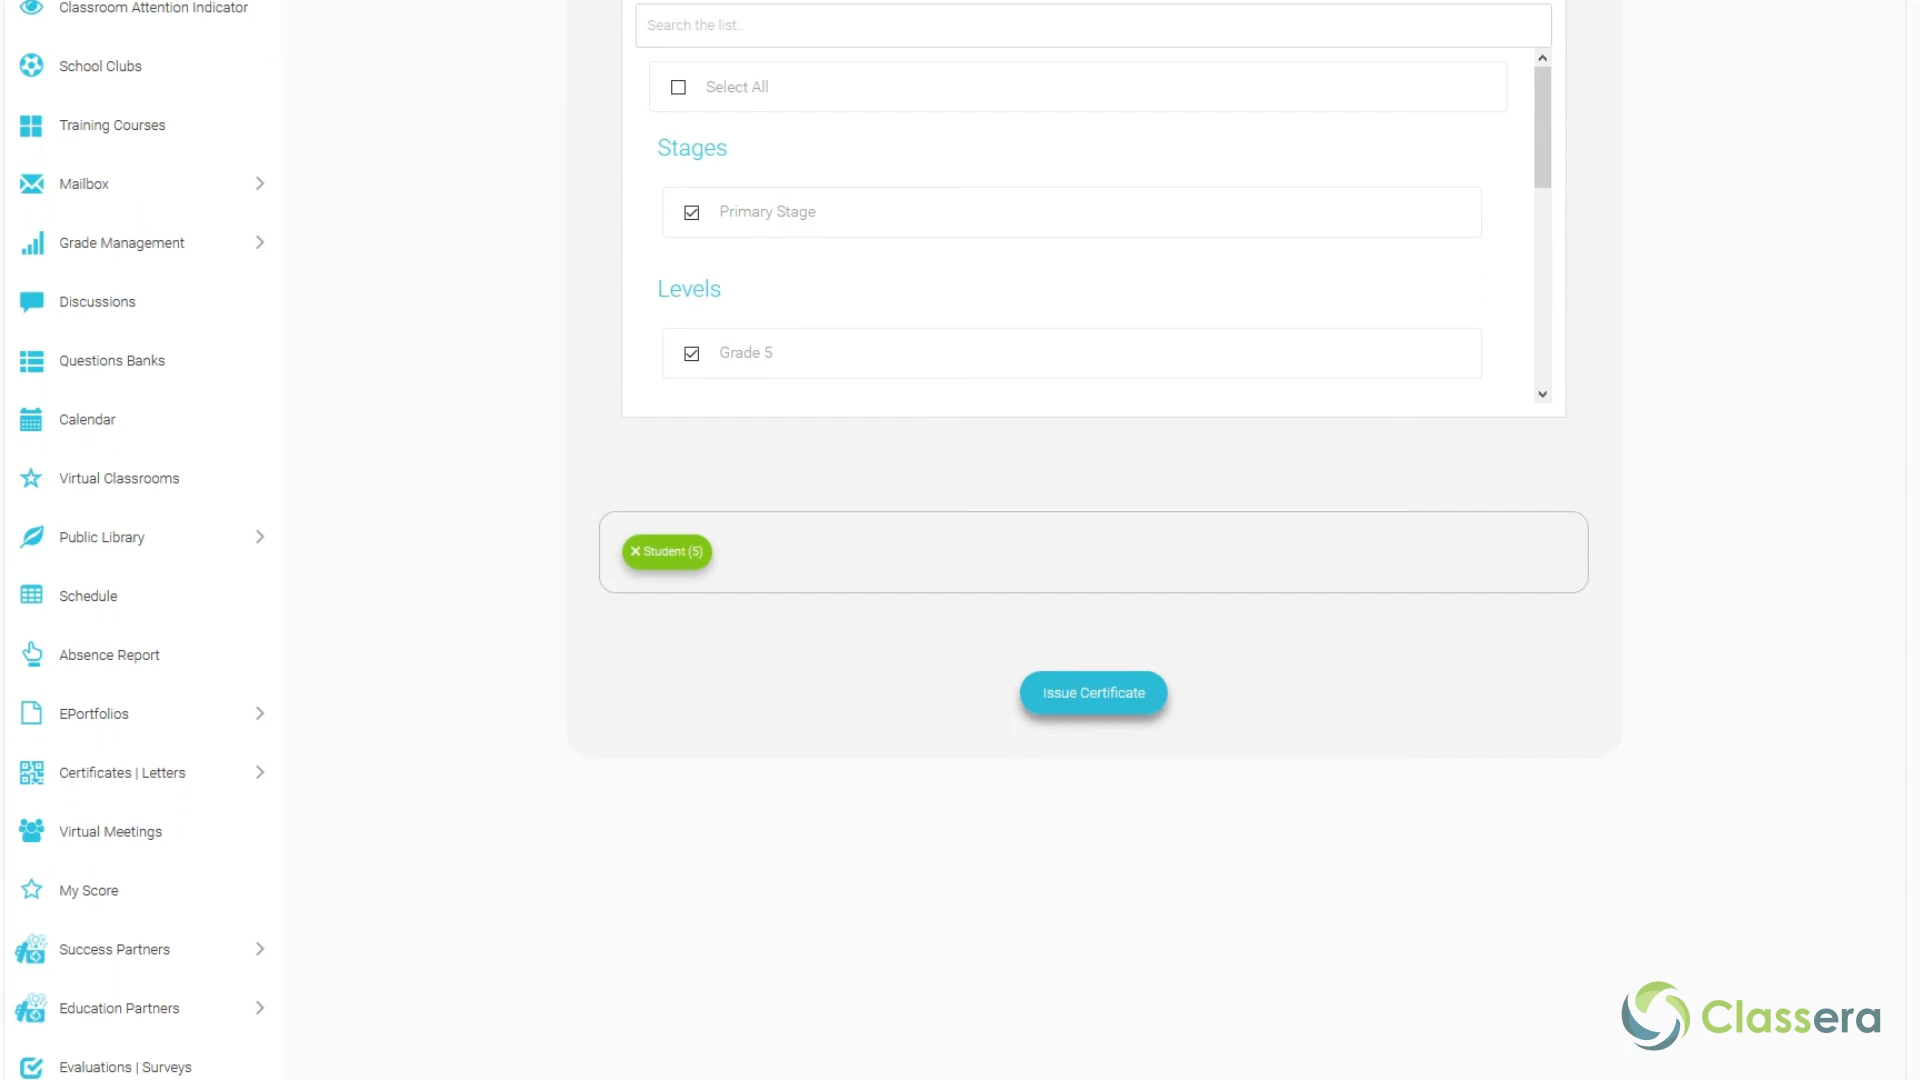 Classroom Attention Indicator
School Clubs
Training Courses
Mailbox
Grade Management
Discussions
Questions Banks
Calendar
Virtual Classrooms
Public Library
Schedule
Absence Report
EPortfolios
Certificates | Letters
Virtual Meetings
My Score
Success Partners
Education Partners
Evaluations | Surveys
Search the list..
Select All
Stages
Primary Stage
Levels
Grade 5
× Student (5)
Issue Certificate
Classera